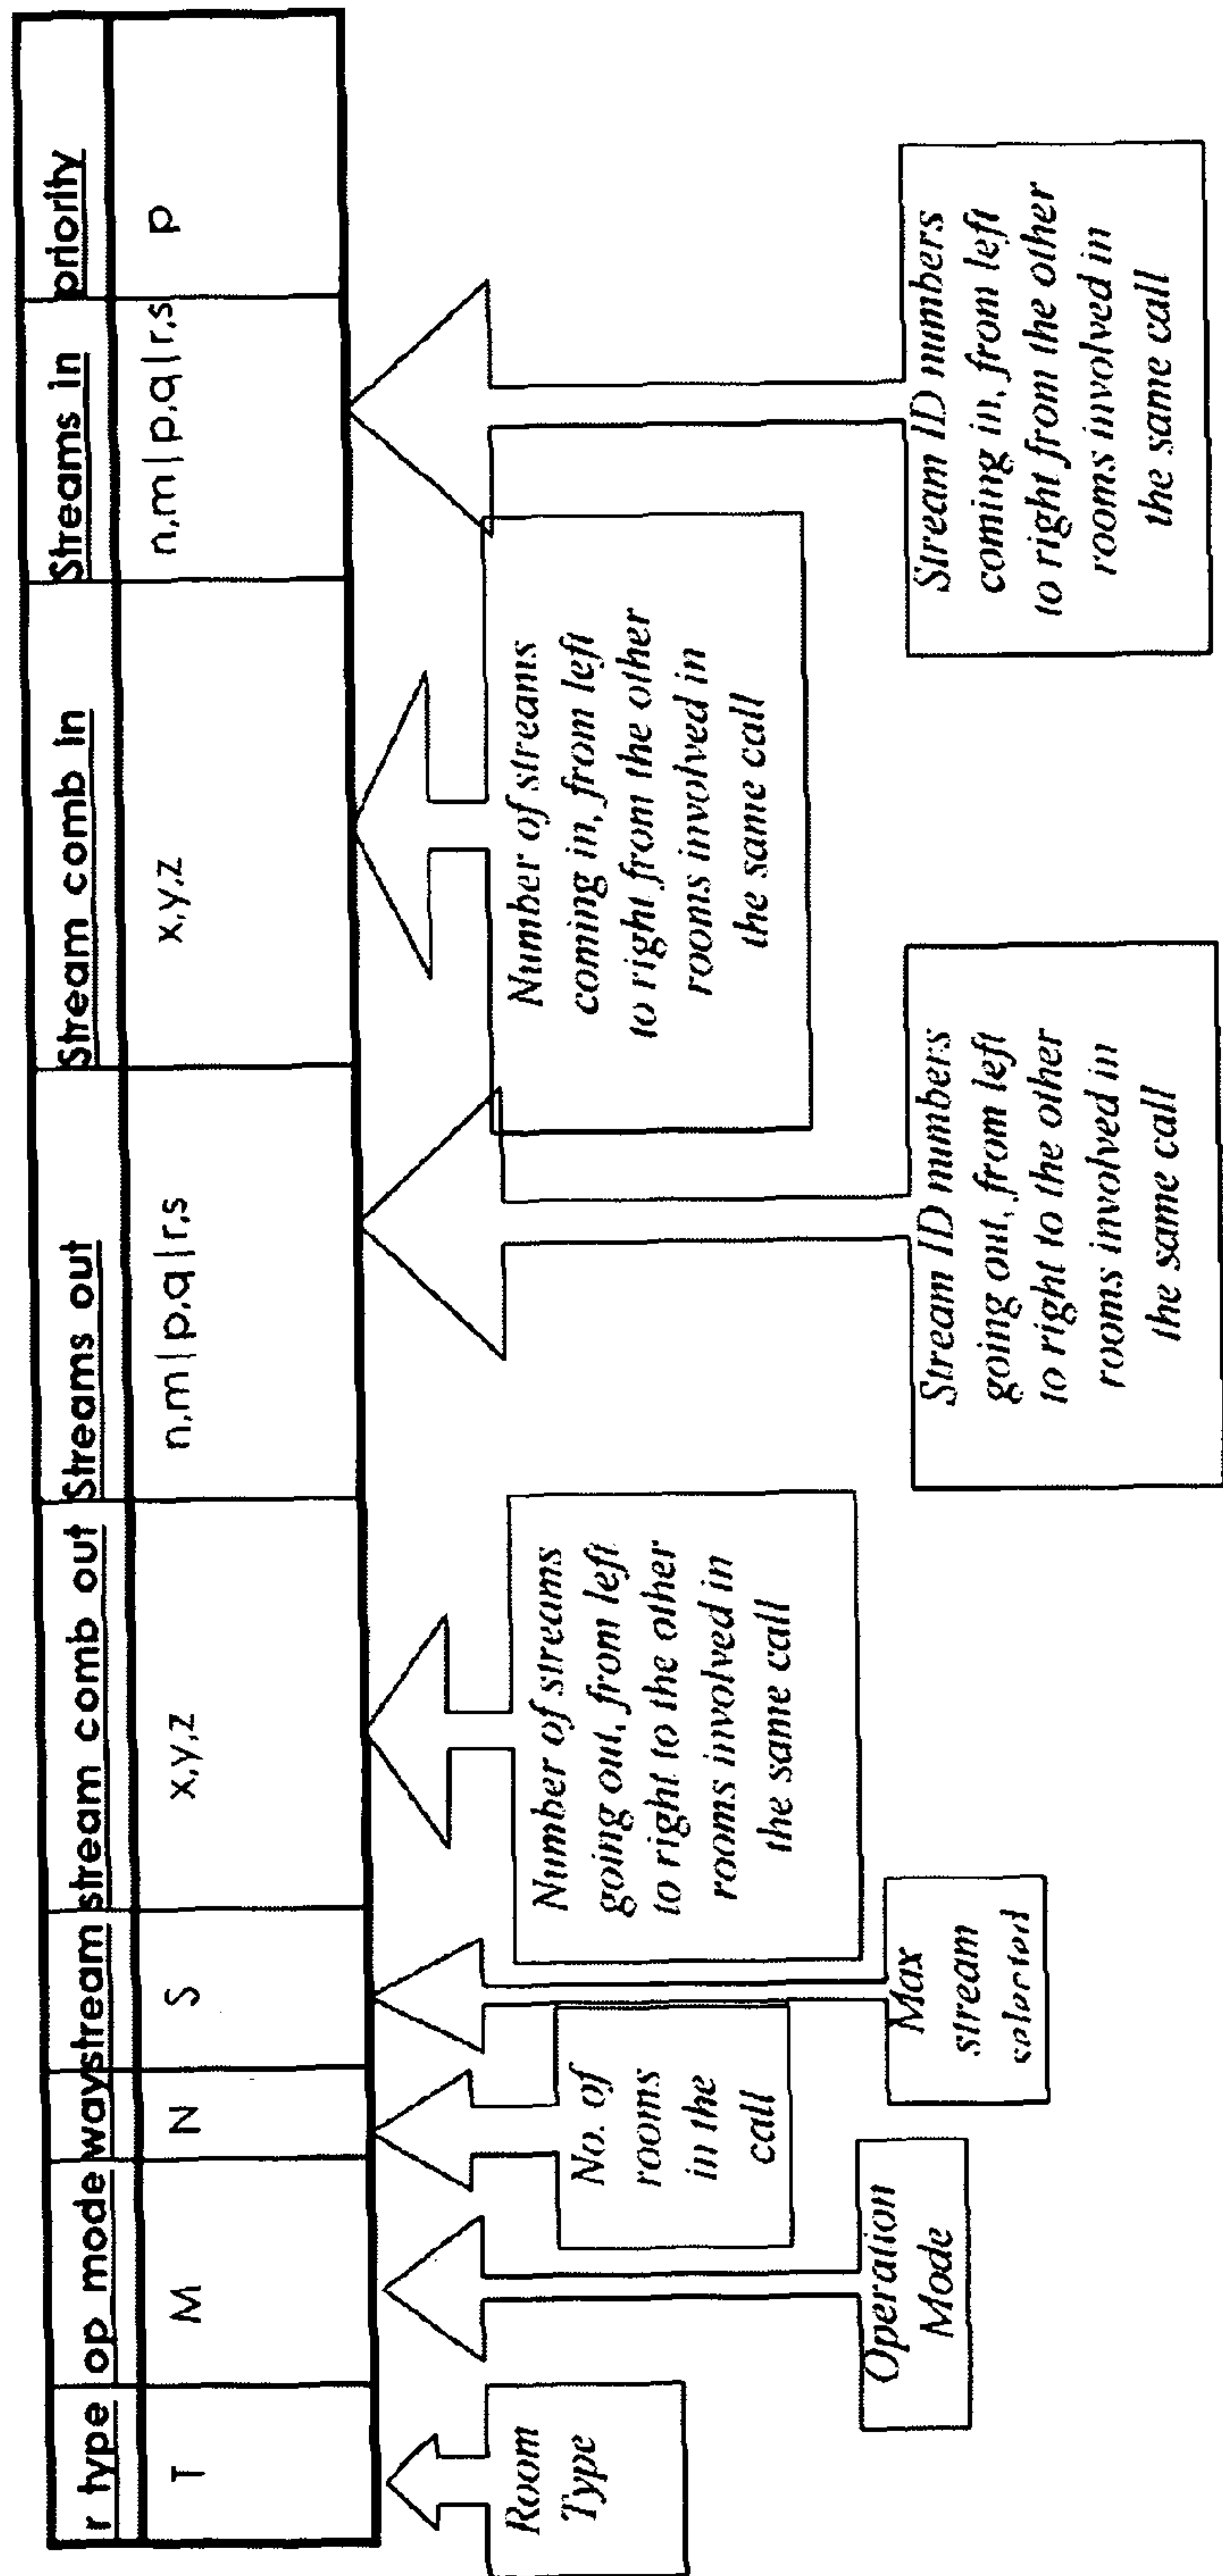 r type op mode way stream stream comb out Streams out Stream comb in Streams in priority
T M N S x,y,z n,m|p,q|r,s x,y,z n,m|p,q|r,s p
Room
Type
Operation
Mode
No. of
rooms
in the
call
Max
stream
selected
Number of streams
going out, from left
to right to the other
rooms involved in
the same call
Stream ID numbers
going out, from left
to right to the other
rooms involved in
the same call
Number of streams
coming in, from left
to right from the other
rooms involved in
the same call
Stream ID numbers
coming in, from left
to right from the other
rooms involved in
the same call